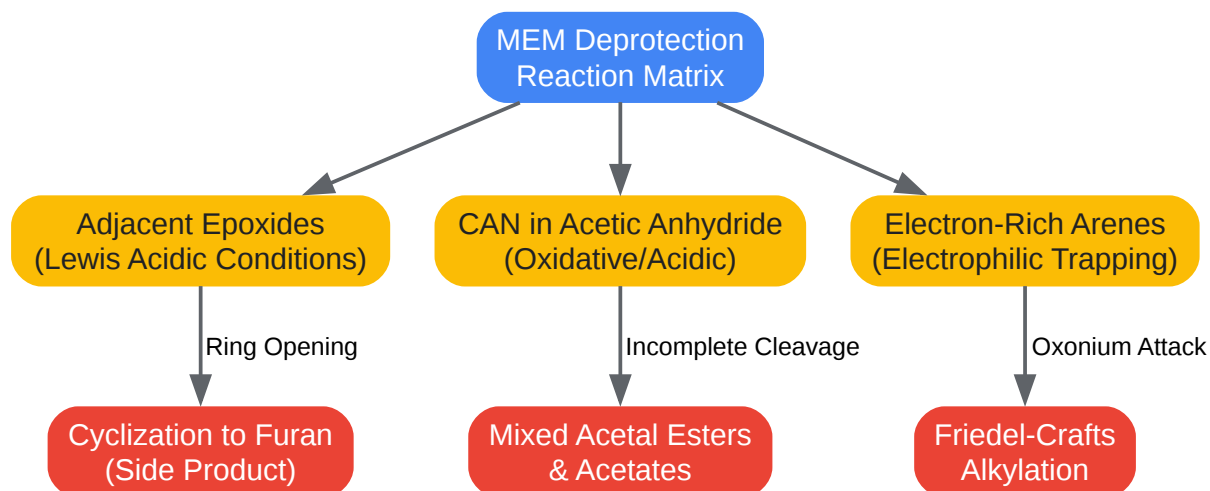 MEM Deprotection
Reaction Matrix
Adjacent Epoxides
(Lewis Acidic Conditions)
CAN in Acetic Anhydride
(Oxidative/Acidic)
Electron-Rich Arenes
(Electrophilic Trapping)
Ring Opening
Incomplete Cleavage
Oxonium Attack
Cyclization to Furan
(Side Product)
Mixed Acetal Esters
& Acetates
Friedel-Crafts
Alkylation